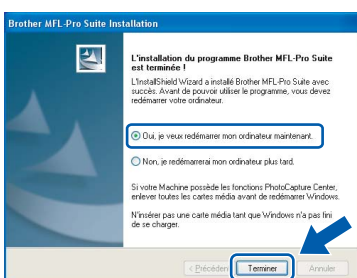 Brother MFL-Pro Suite Installation
L'installation du programme Brother MFL-Pro Suite
est terminée !
L'InstallShield Wizard a installé Brother MFL-Pro Suite avec
succès. Avant de pouvoir utiliser le programme, vous devez
redémarrer votre ordinateur.
Oui, je veux redémarrer mon ordinateur maintenant.
Non, je redémarrerai mon ordinateur plus tard.
Si votre Machine possède les fonctions PhotoCapture Center,
enlever toutes les cartes média avant de redémarrer Windows.
N'insérer pas une carte média tant que Windows n'a pas fini
de se charger.
< Précédent
Terminer
Annuler